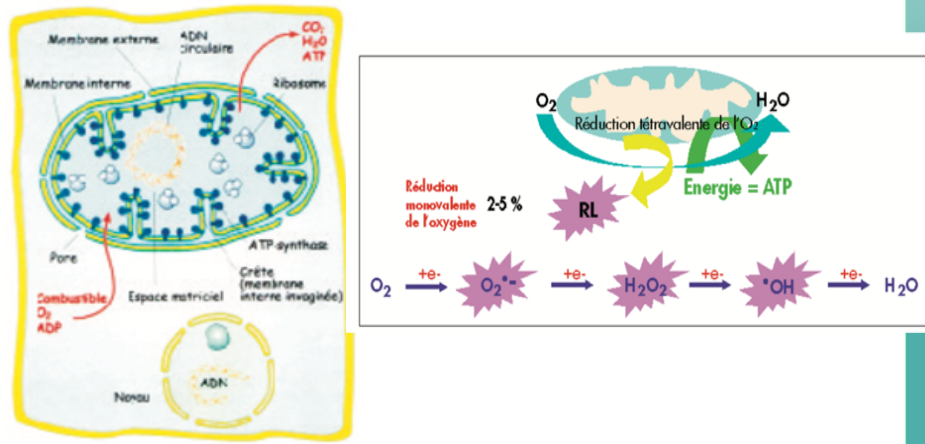 Membrane externe
ADN
circulaire
CO₂
H₂O
ATP
Membrane interne
Ribosome
Pore
ATP-synthase
Crête
(membrane
interne invaginée)
Espace matriciel
Combustible
O₂
ADP
ADN
Noyau
O₂
H₂O
Réduction tétravalente de l'O₂
Energie = ATP
Réduction
monovalente
de l'oxygène
2-5 %
RL
+e- +e- +e- +e-
O₂ O₂•- H₂O₂ •OH H₂O